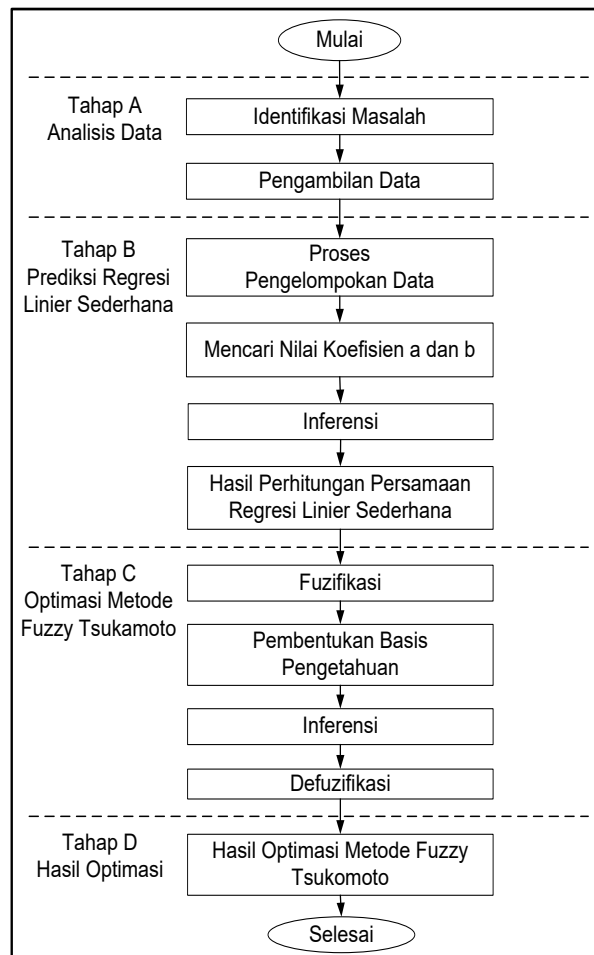 Mulai
Tahap A
Analisis Data
Identifikasi Masalah
Pengambilan Data
Tahap B
Prediksi Regresi
Linier Sederhana
Proses
Pengelompokan Data
Mencari Nilai Koefisien a dan b
Inferensi
Hasil Perhitungan Persamaan
Regresi Linier Sederhana
Tahap C
Optimasi Metode
Fuzzy Tsukamoto
Fuzifikasi
Pembentukan Basis
Pengetahuan
Inferensi
Defuzifikasi
Tahap D
Hasil Optimasi
Hasil Optimasi Metode Fuzzy
Tsukomoto
Selesai